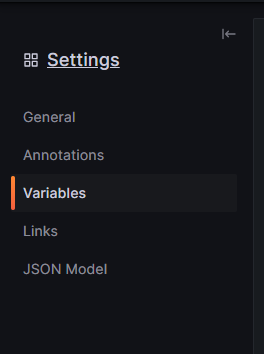 Settings
General
Annotations
Variables
Links
JSON Model